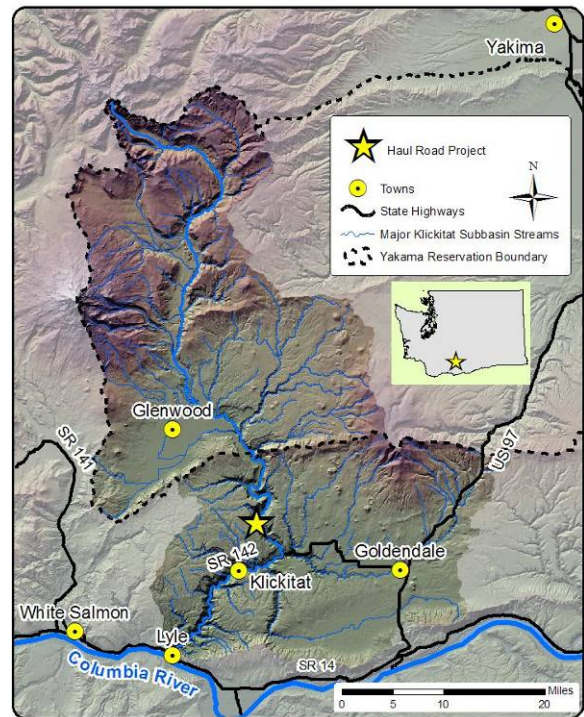 Yakima
Haul Road Project
N
Towns
State Highways
Major Klickitat Subbasin Streams
Yakama Reservation Boundary
Glenwood
SR 141
US 97
SR 142
Goldendale
Klickitat
White Salmon
Lyle
SR 14
Columbia River
Miles
0 5 10 20